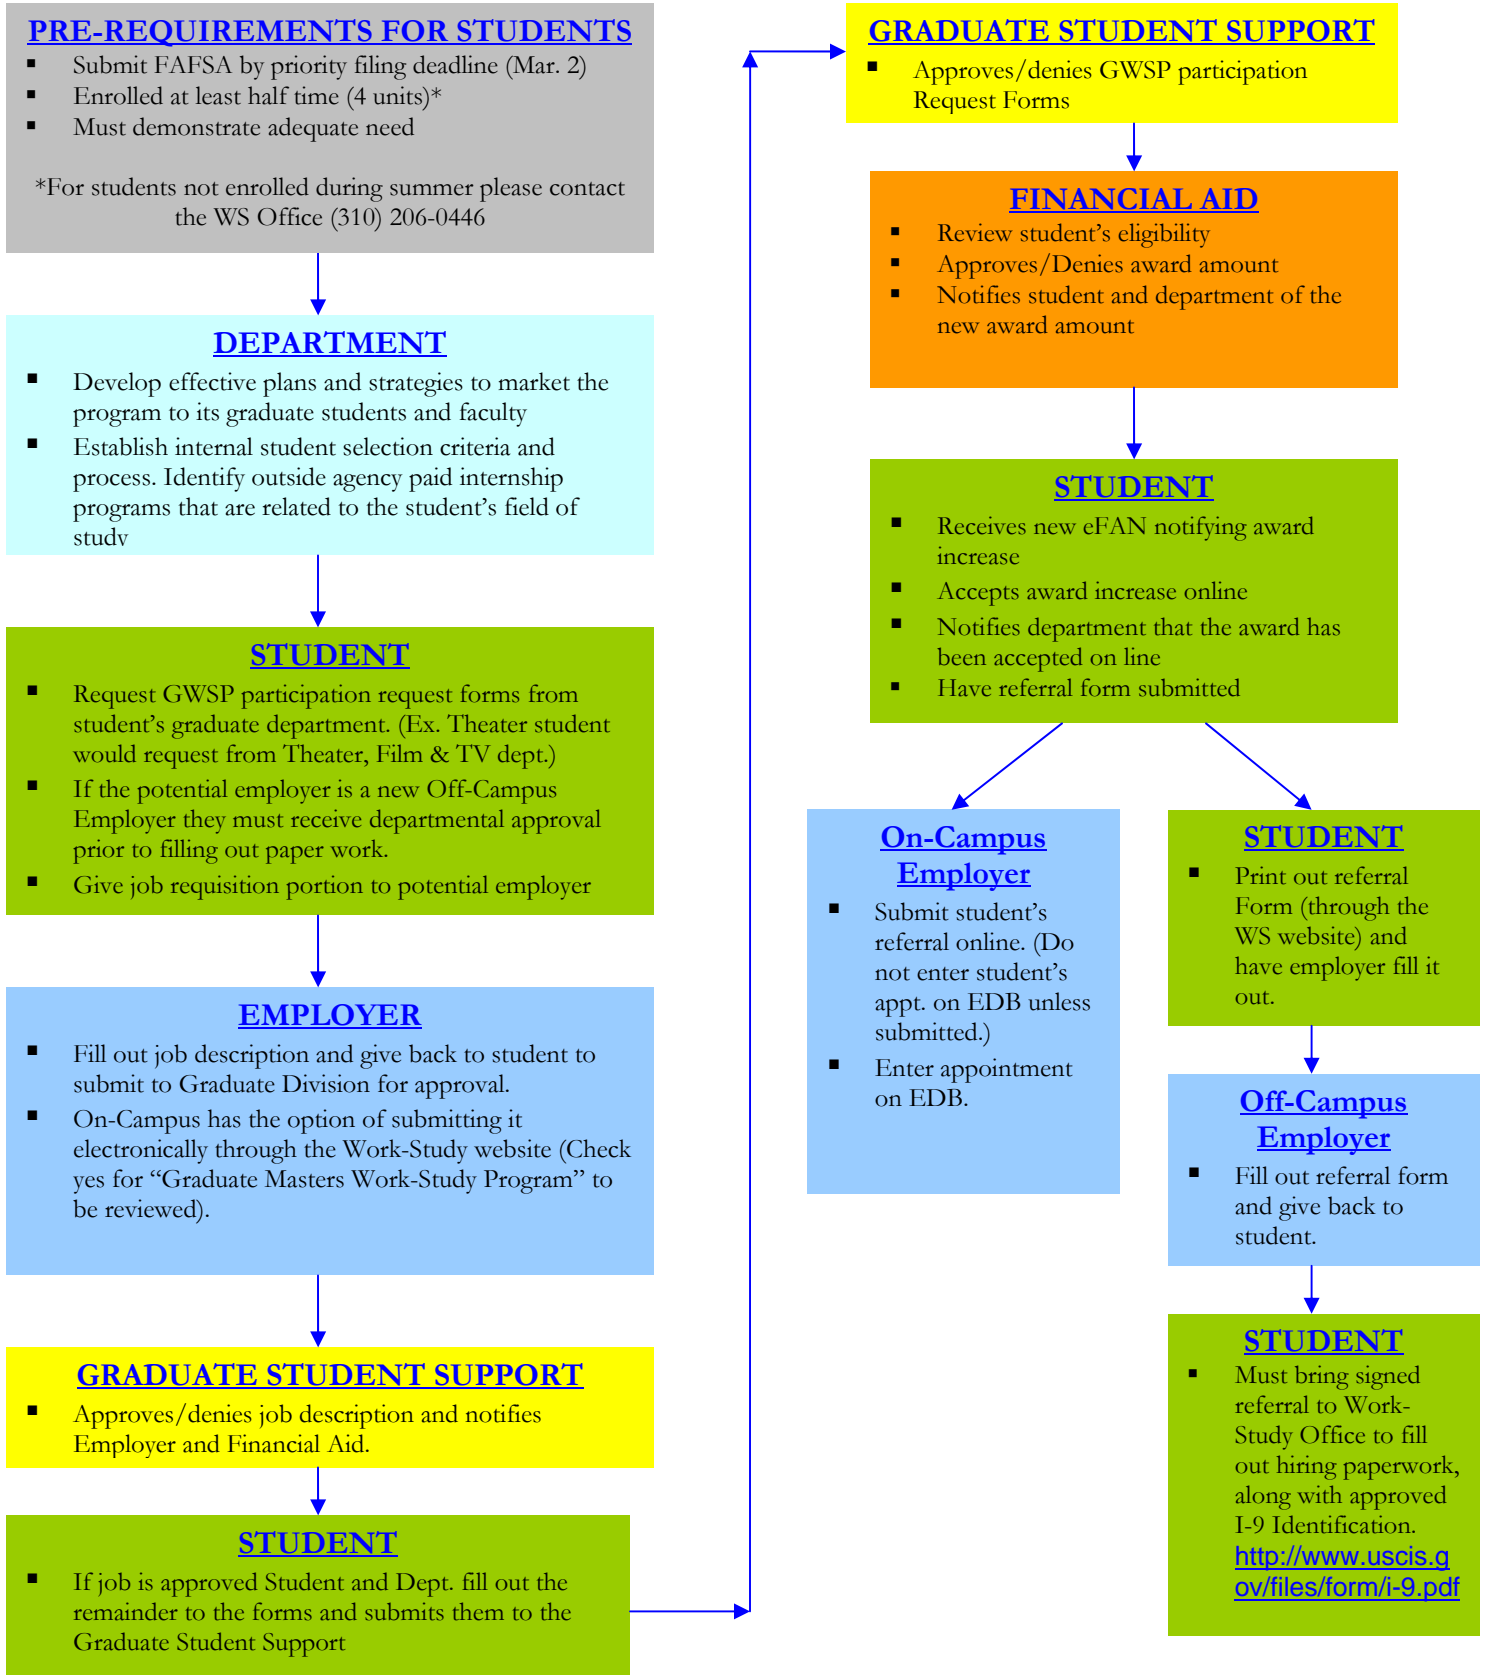 PRE-REQUIREMENTS FOR STUDENTS
▪ Submit FAFSA by priority filing deadline (Mar. 2)
▪ Enrolled at least half time (4 units)*
▪ Must demonstrate adequate need
*For students not enrolled during summer please contact
the WS Office (310) 206-0446
DEPARTMENT
▪ Develop effective plans and strategies to market the
program to its graduate students and faculty
▪ Establish internal student selection criteria and
process. Identify outside agency paid internship
programs that are related to the student’s field of
study
STUDENT
▪ Request GWSP participation request forms from
student’s graduate department. (Ex. Theater student
would request from Theater, Film & TV dept.)
▪ If the potential employer is a new Off-Campus
Employer they must receive departmental approval
prior to filling out paper work.
▪ Give job requisition portion to potential employer
EMPLOYER
▪ Fill out job description and give back to student to
submit to Graduate Division for approval.
▪ On-Campus has the option of submitting it
electronically through the Work-Study website (Check
yes for “Graduate Masters Work-Study Program” to
be reviewed).
GRADUATE STUDENT SUPPORT
▪ Approves/denies job description and notifies
Employer and Financial Aid.
STUDENT
▪ If job is approved Student and Dept. fill out the
remainder to the forms and submits them to the
Graduate Student Support
GRADUATE STUDENT SUPPORT
▪ Approves/denies GWSP participation
Request Forms
FINANCIAL AID
▪ Review student’s eligibility
▪ Approves/Denies award amount
▪ Notifies student and department of the
new award amount
STUDENT
▪ Receives new eFAN notifying award
increase
▪ Accepts award increase online
▪ Notifies department that the award has
been accepted on line
▪ Have referral form submitted
On-Campus
Employer
▪ Submit student’s
referral online. (Do
not enter student’s
appt. on EDB unless
submitted.)
▪ Enter appointment
on EDB.
STUDENT
▪ Print out referral
Form (through the
WS website) and
have employer fill it
out.
Off-Campus
Employer
▪ Fill out referral form
and give back to
student.
STUDENT
▪ Must bring signed
referral to Work-
Study Office to fill
out hiring paperwork,
along with approved
I-9 Identification.
http://www.uscis.g
ov/files/form/i-9.pdf